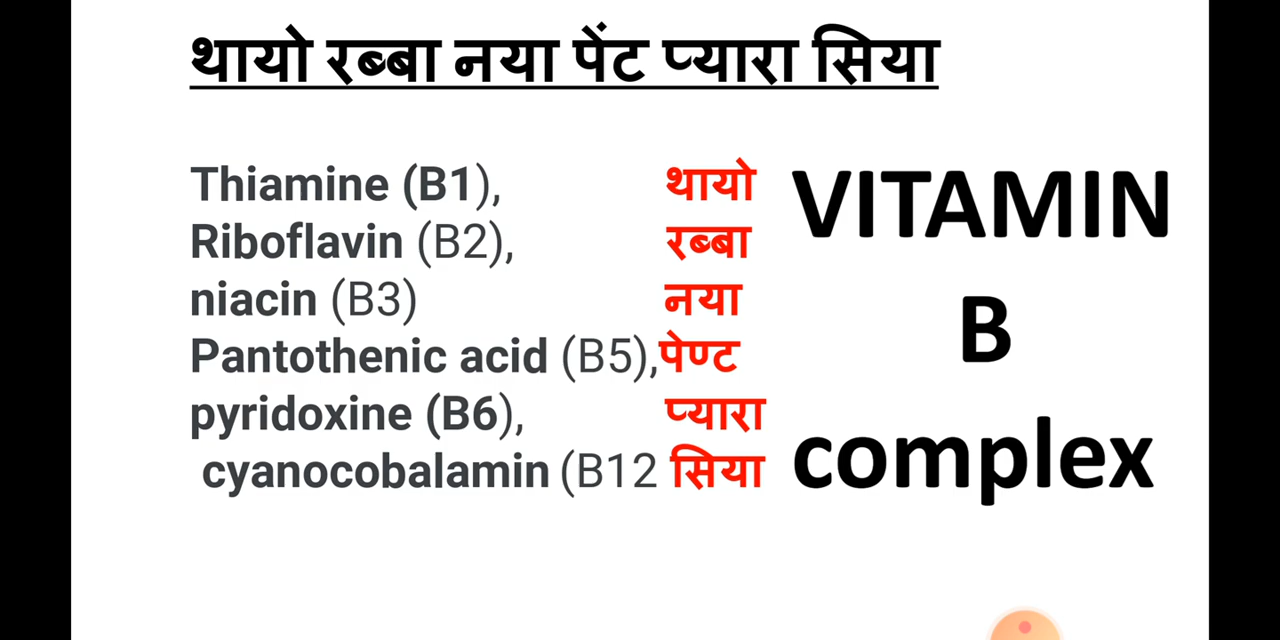 थायो रब्बा नया पेंट प्यारा सिया
Thiamine (B1), थायो
Riboflavin (B2), रब्बा
niacin (B3) नया
Pantothenic acid (B5), पेण्ट
pyridoxine (B6), प्यारा
cyanocobalamin (B12 सिया
VITAMIN
B
complex